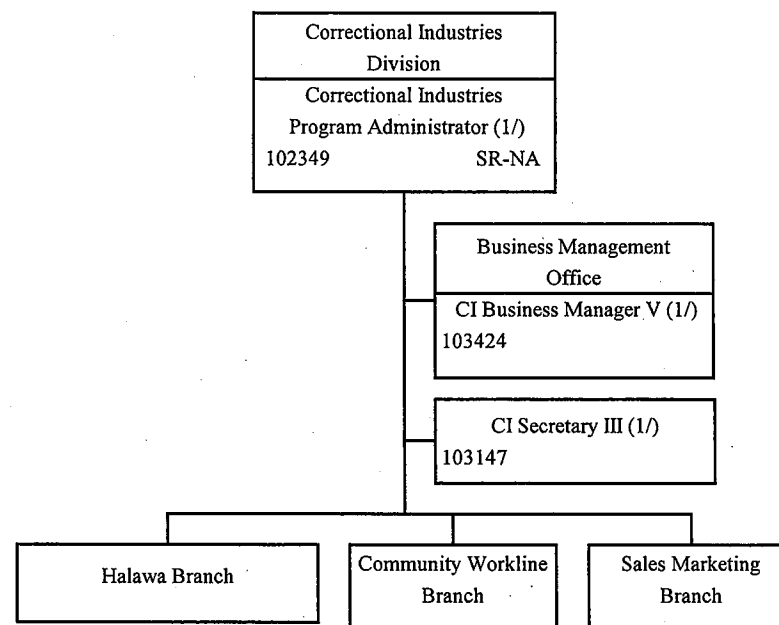 Correctional Industries
Division
Correctional Industries
Program Administrator (1/)
102349 SR-NA
Business Management
Office
CI Business Manager V (1/)
103424
CI Secretary III (1/)
103147
Halawa Branch
Community Workline
Branch
Sales Marketing
Branch